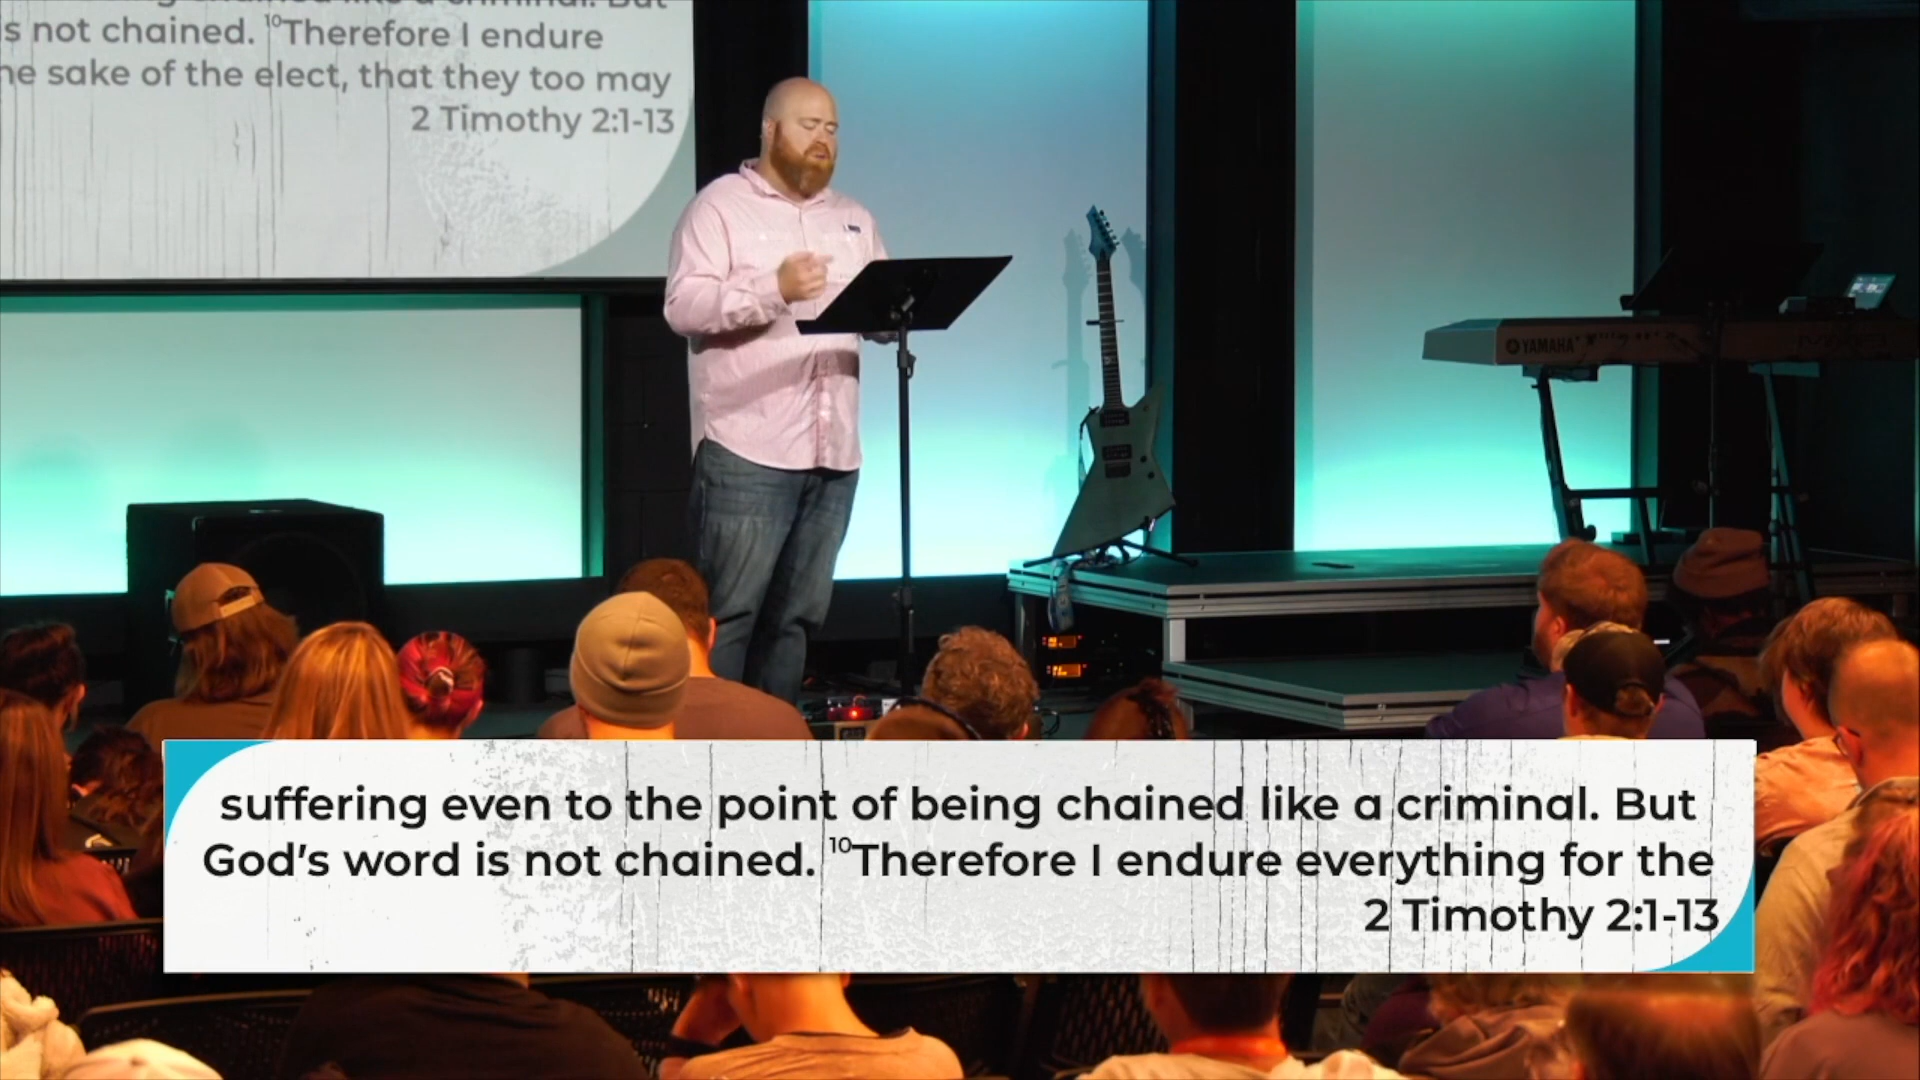 s not chained. ¹⁰Therefore I endure
he sake of the elect, that they too may
2 Timothy 2:1-13
YAMAHA
suffering even to the point of being chained like a criminal. But
God's word is not chained. ¹⁰Therefore I endure everything for the
2 Timothy 2:1-13